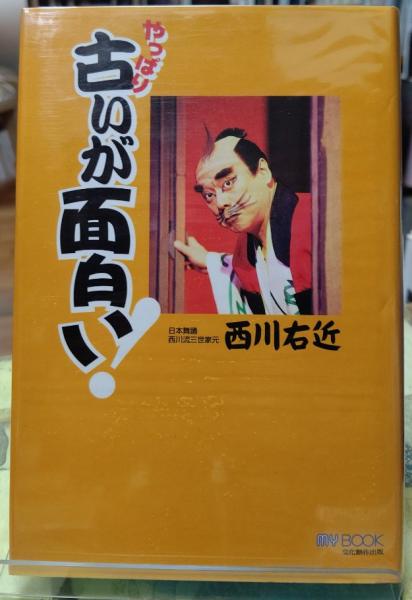 やっぱり
古いが面白い!
日本舞踊
西川流三世家元
西川右近
MY BOOK
文化創作出版